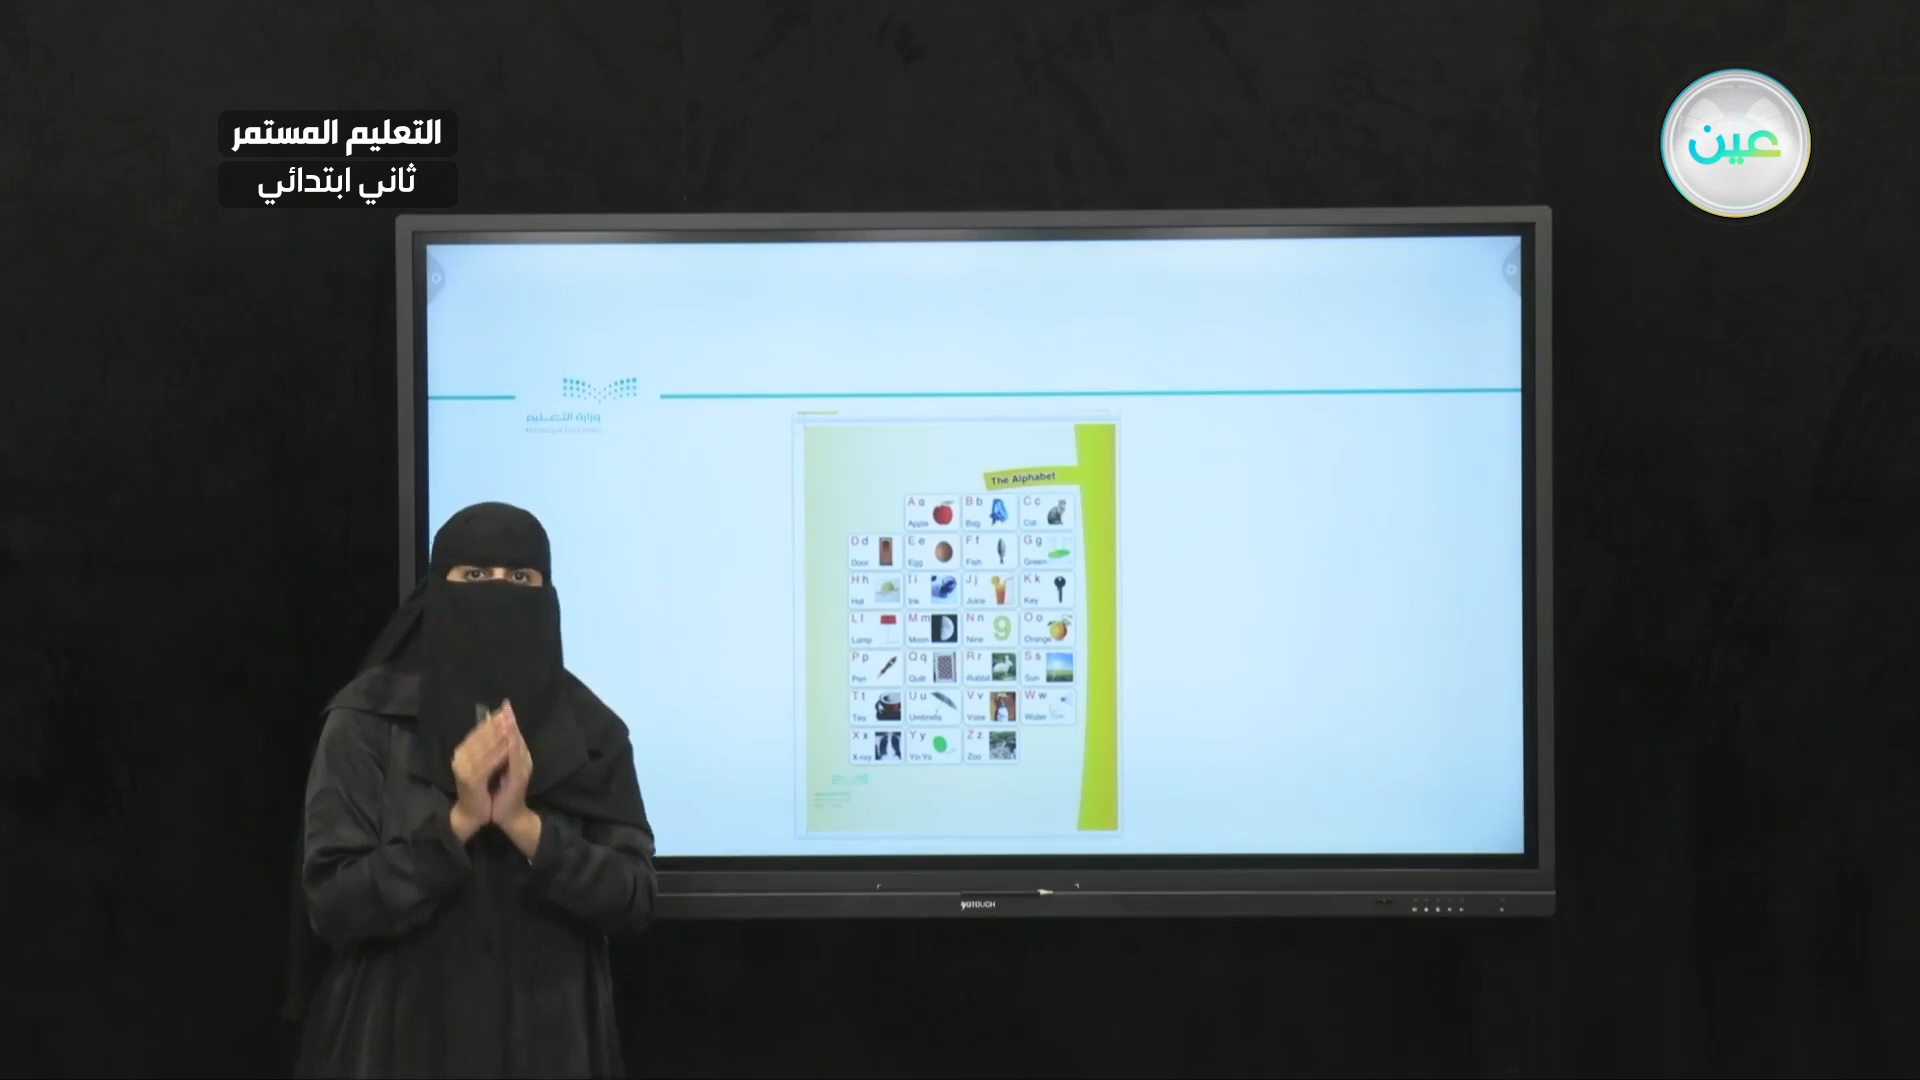 التعليم المستمر
ثاني ابتدائي
عين
وزارة التعليم
The Alphabet
A a
Apple
B b
Bag
C c
Cat
D d
Door
E e
Egg
F f
Fish
G g
Green
H h
Hat
I i
Ink
J j
Juice
K k
Key
L l
Lamp
M m
Moon
N n
Nine
9
O o
Orange
P p
Pen
Q q
Quilt
R r
Rabbit
S s
Sun
T t
Tea
U u
Umbrella
V v
Vase
W w
Water
X x
X-ray
Y y
Yo-Yo
Z z
Zoo